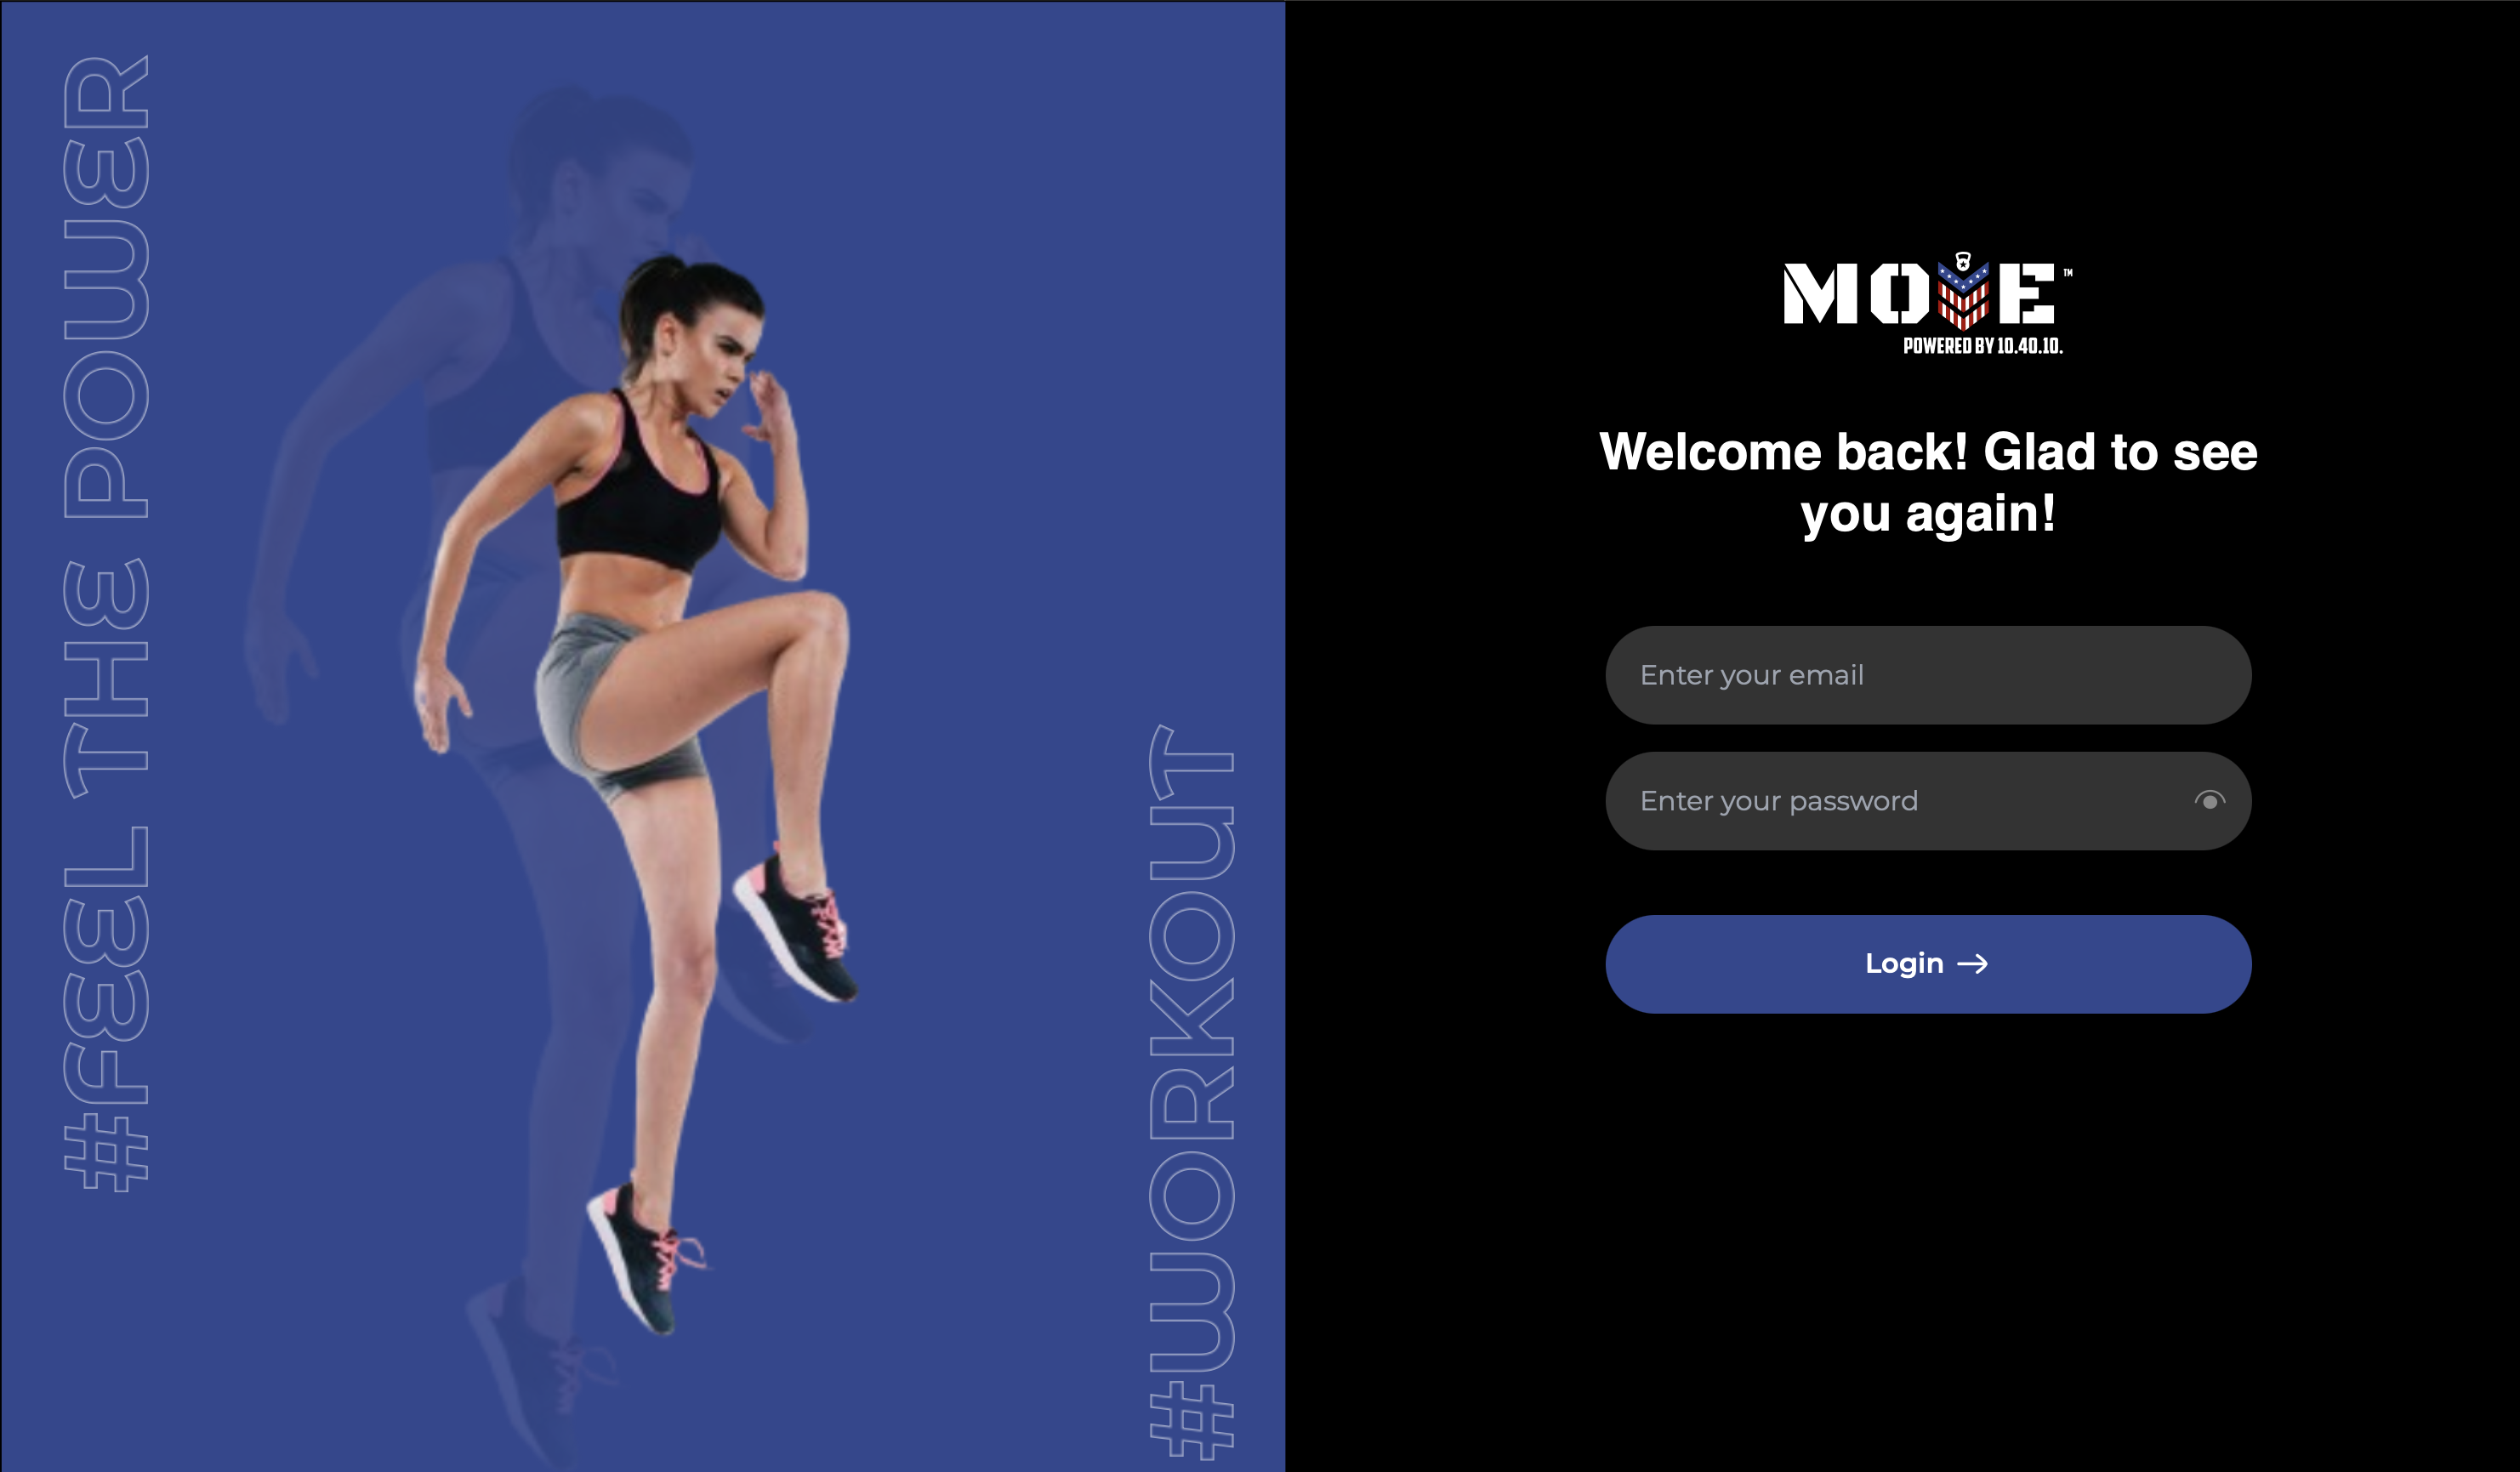 #FEEL THE POWER
#WORKOUT
MOVE™
POWERED BY 10.40.10.
Welcome back! Glad to see
you again!
Enter your email
Enter your password
Login →